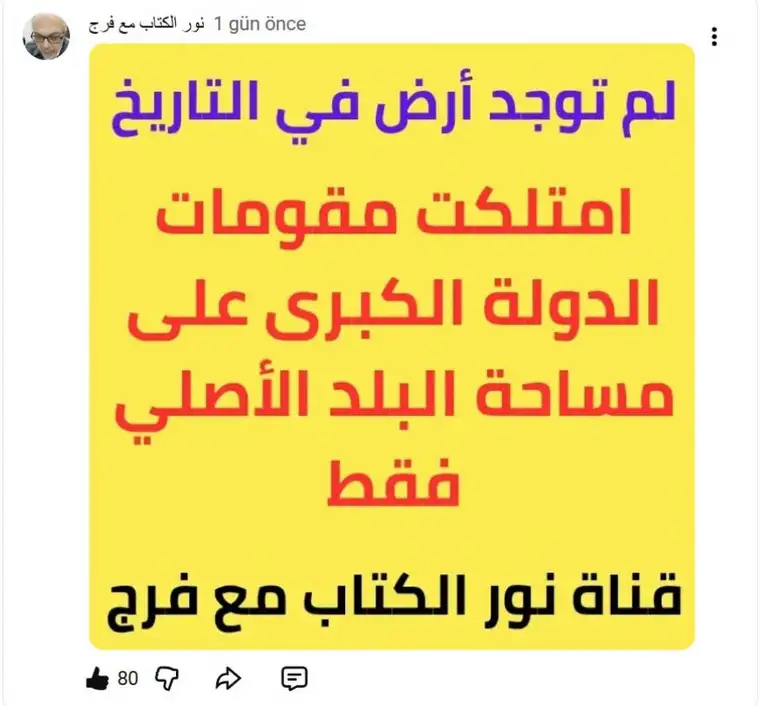 نور الكتاب مع فرج 1 gün önce
لم توجد أرض في التاريخ
امتلكت مقومات
الدولة الكبرى على
مساحة البلد الأصلي
فقط
قناة نور الكتاب مع فرج
80